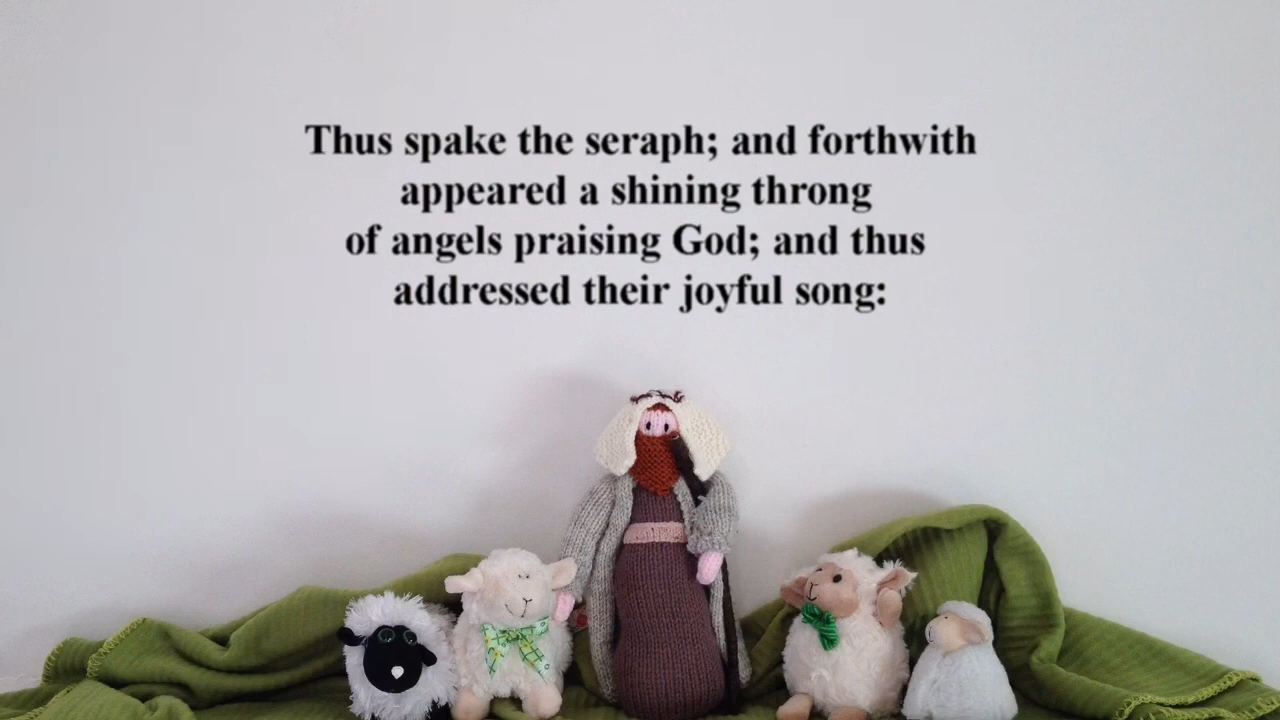 Thus spake the seraph; and forthwith
appeared a shining throng
of angels praising God; and thus
addressed their joyful song: